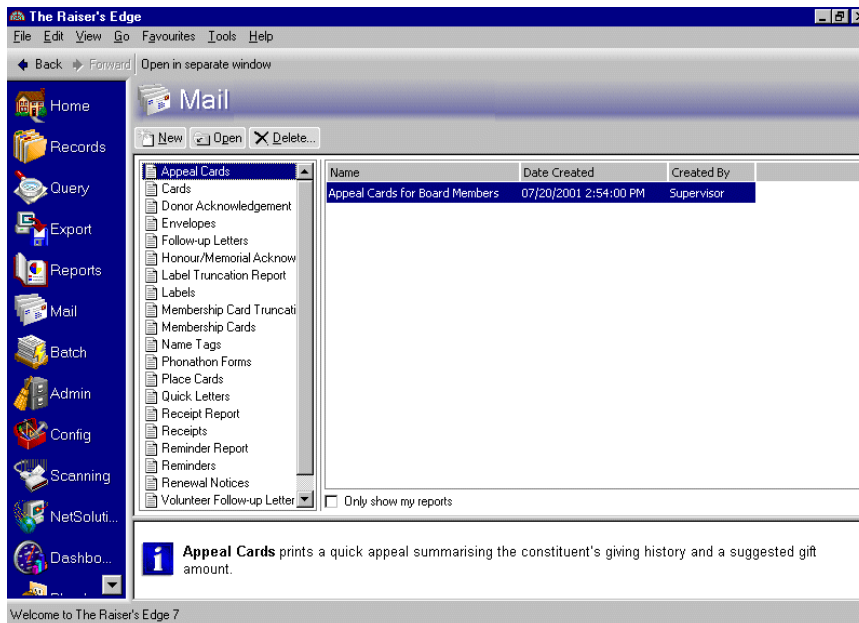 The Raiser's Edge
File Edit View Go Favourites Tools Help
Back Forward Open in separate window
Mail
New Open Delete...
Home
Records
Query
Export
Reports
Mail
Batch
Admin
Config
Scanning
NetSoluti...
Dashbo...
Appeal Cards
Cards
Donor Acknowledgement
Envelopes
Follow-up Letters
Honour/Memorial Acknow
Label Truncation Report
Labels
Membership Card Truncati
Membership Cards
Name Tags
Phonathon Forms
Place Cards
Quick Letters
Receipt Report
Receipts
Reminder Report
Reminders
Renewal Notices
Volunteer Follow-up Letter
Name Date Created Created By
Appeal Cards for Board Members 07/20/2001 2:54:00 PM Supervisor
Only show my reports
Appeal Cards prints a quick appeal summarising the constituent's giving history and a suggested gift
amount.
Welcome to The Raiser's Edge 7